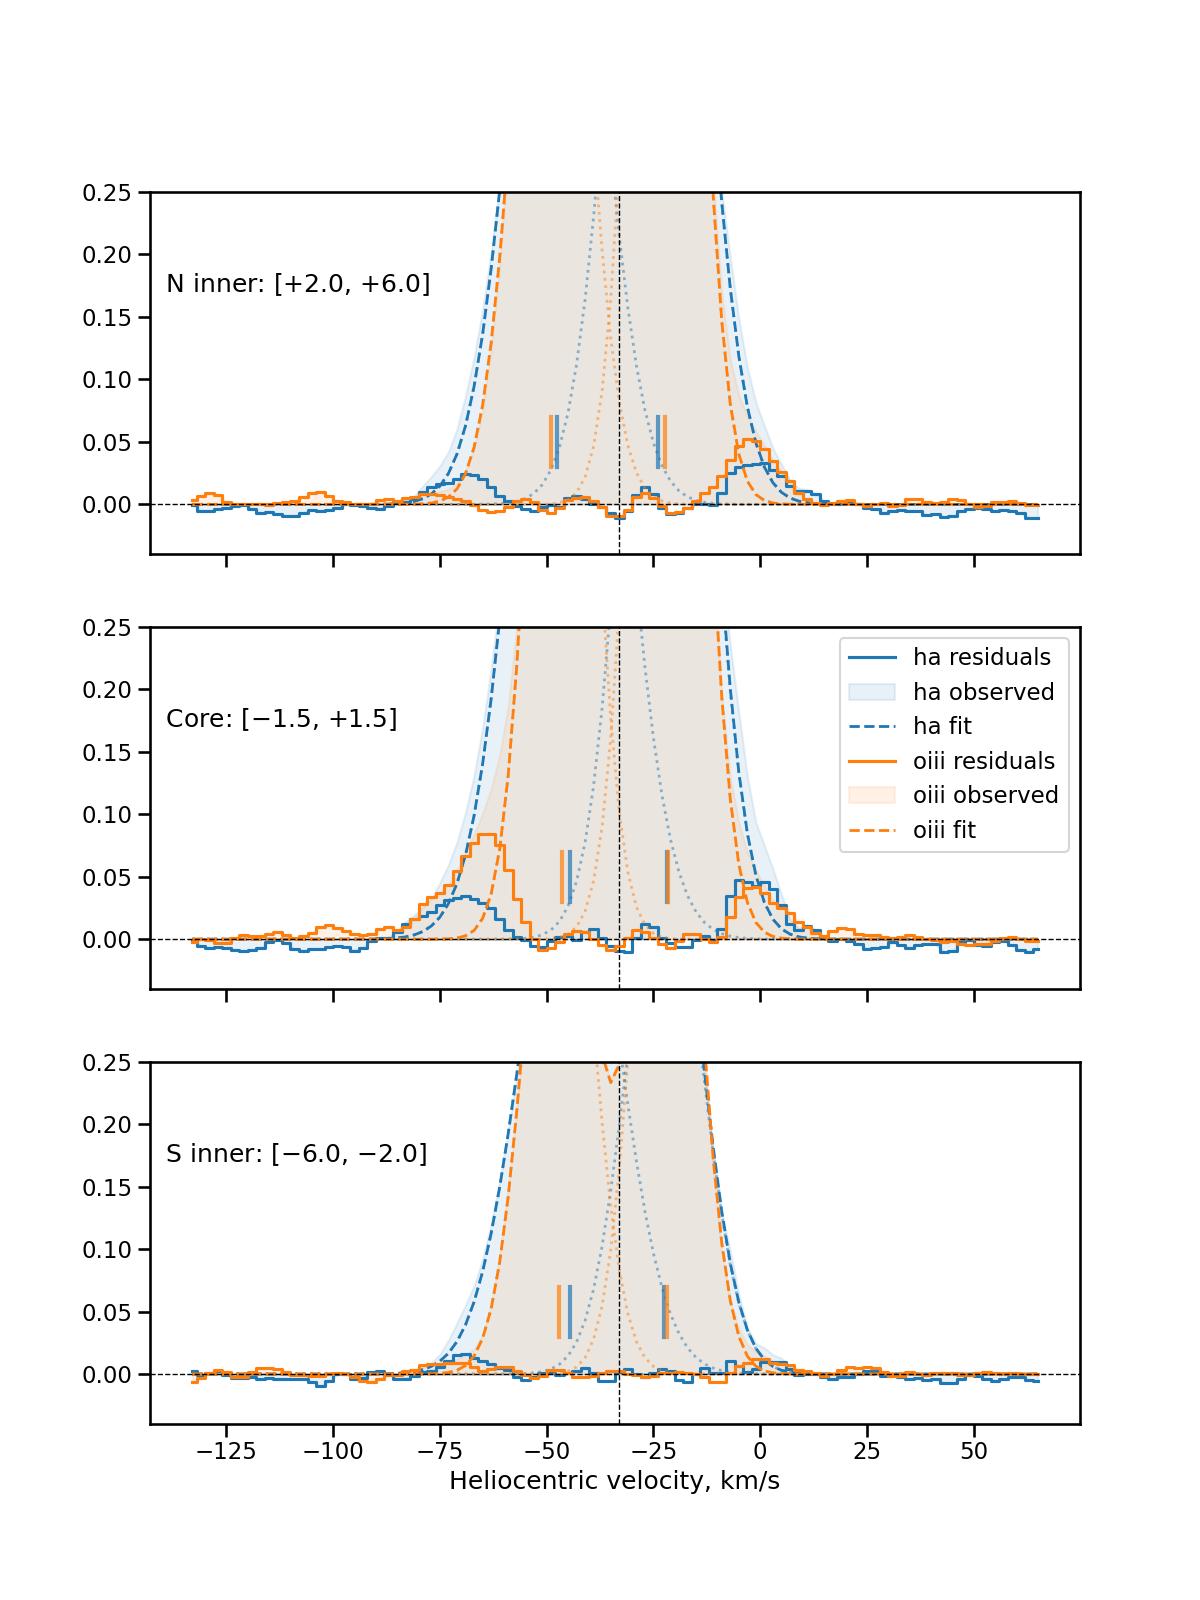 0.25
0.20
N inner: [+2.0, +6.0]
0.15
0.10
0.05
0.00
0.25
ha residuals
0.20
ha observed
Core: [−1.5, +1.5]
ha fit
0.15
oiii residuals
oiii observed
0.10
oiii fit
0.05
0.00
0.25
0.20
S inner: [−6.0, −2.0]
0.15
0.10
0.05
0.00
−125 −100 −75 −50 −25 0 25 50
Heliocentric velocity, km/s